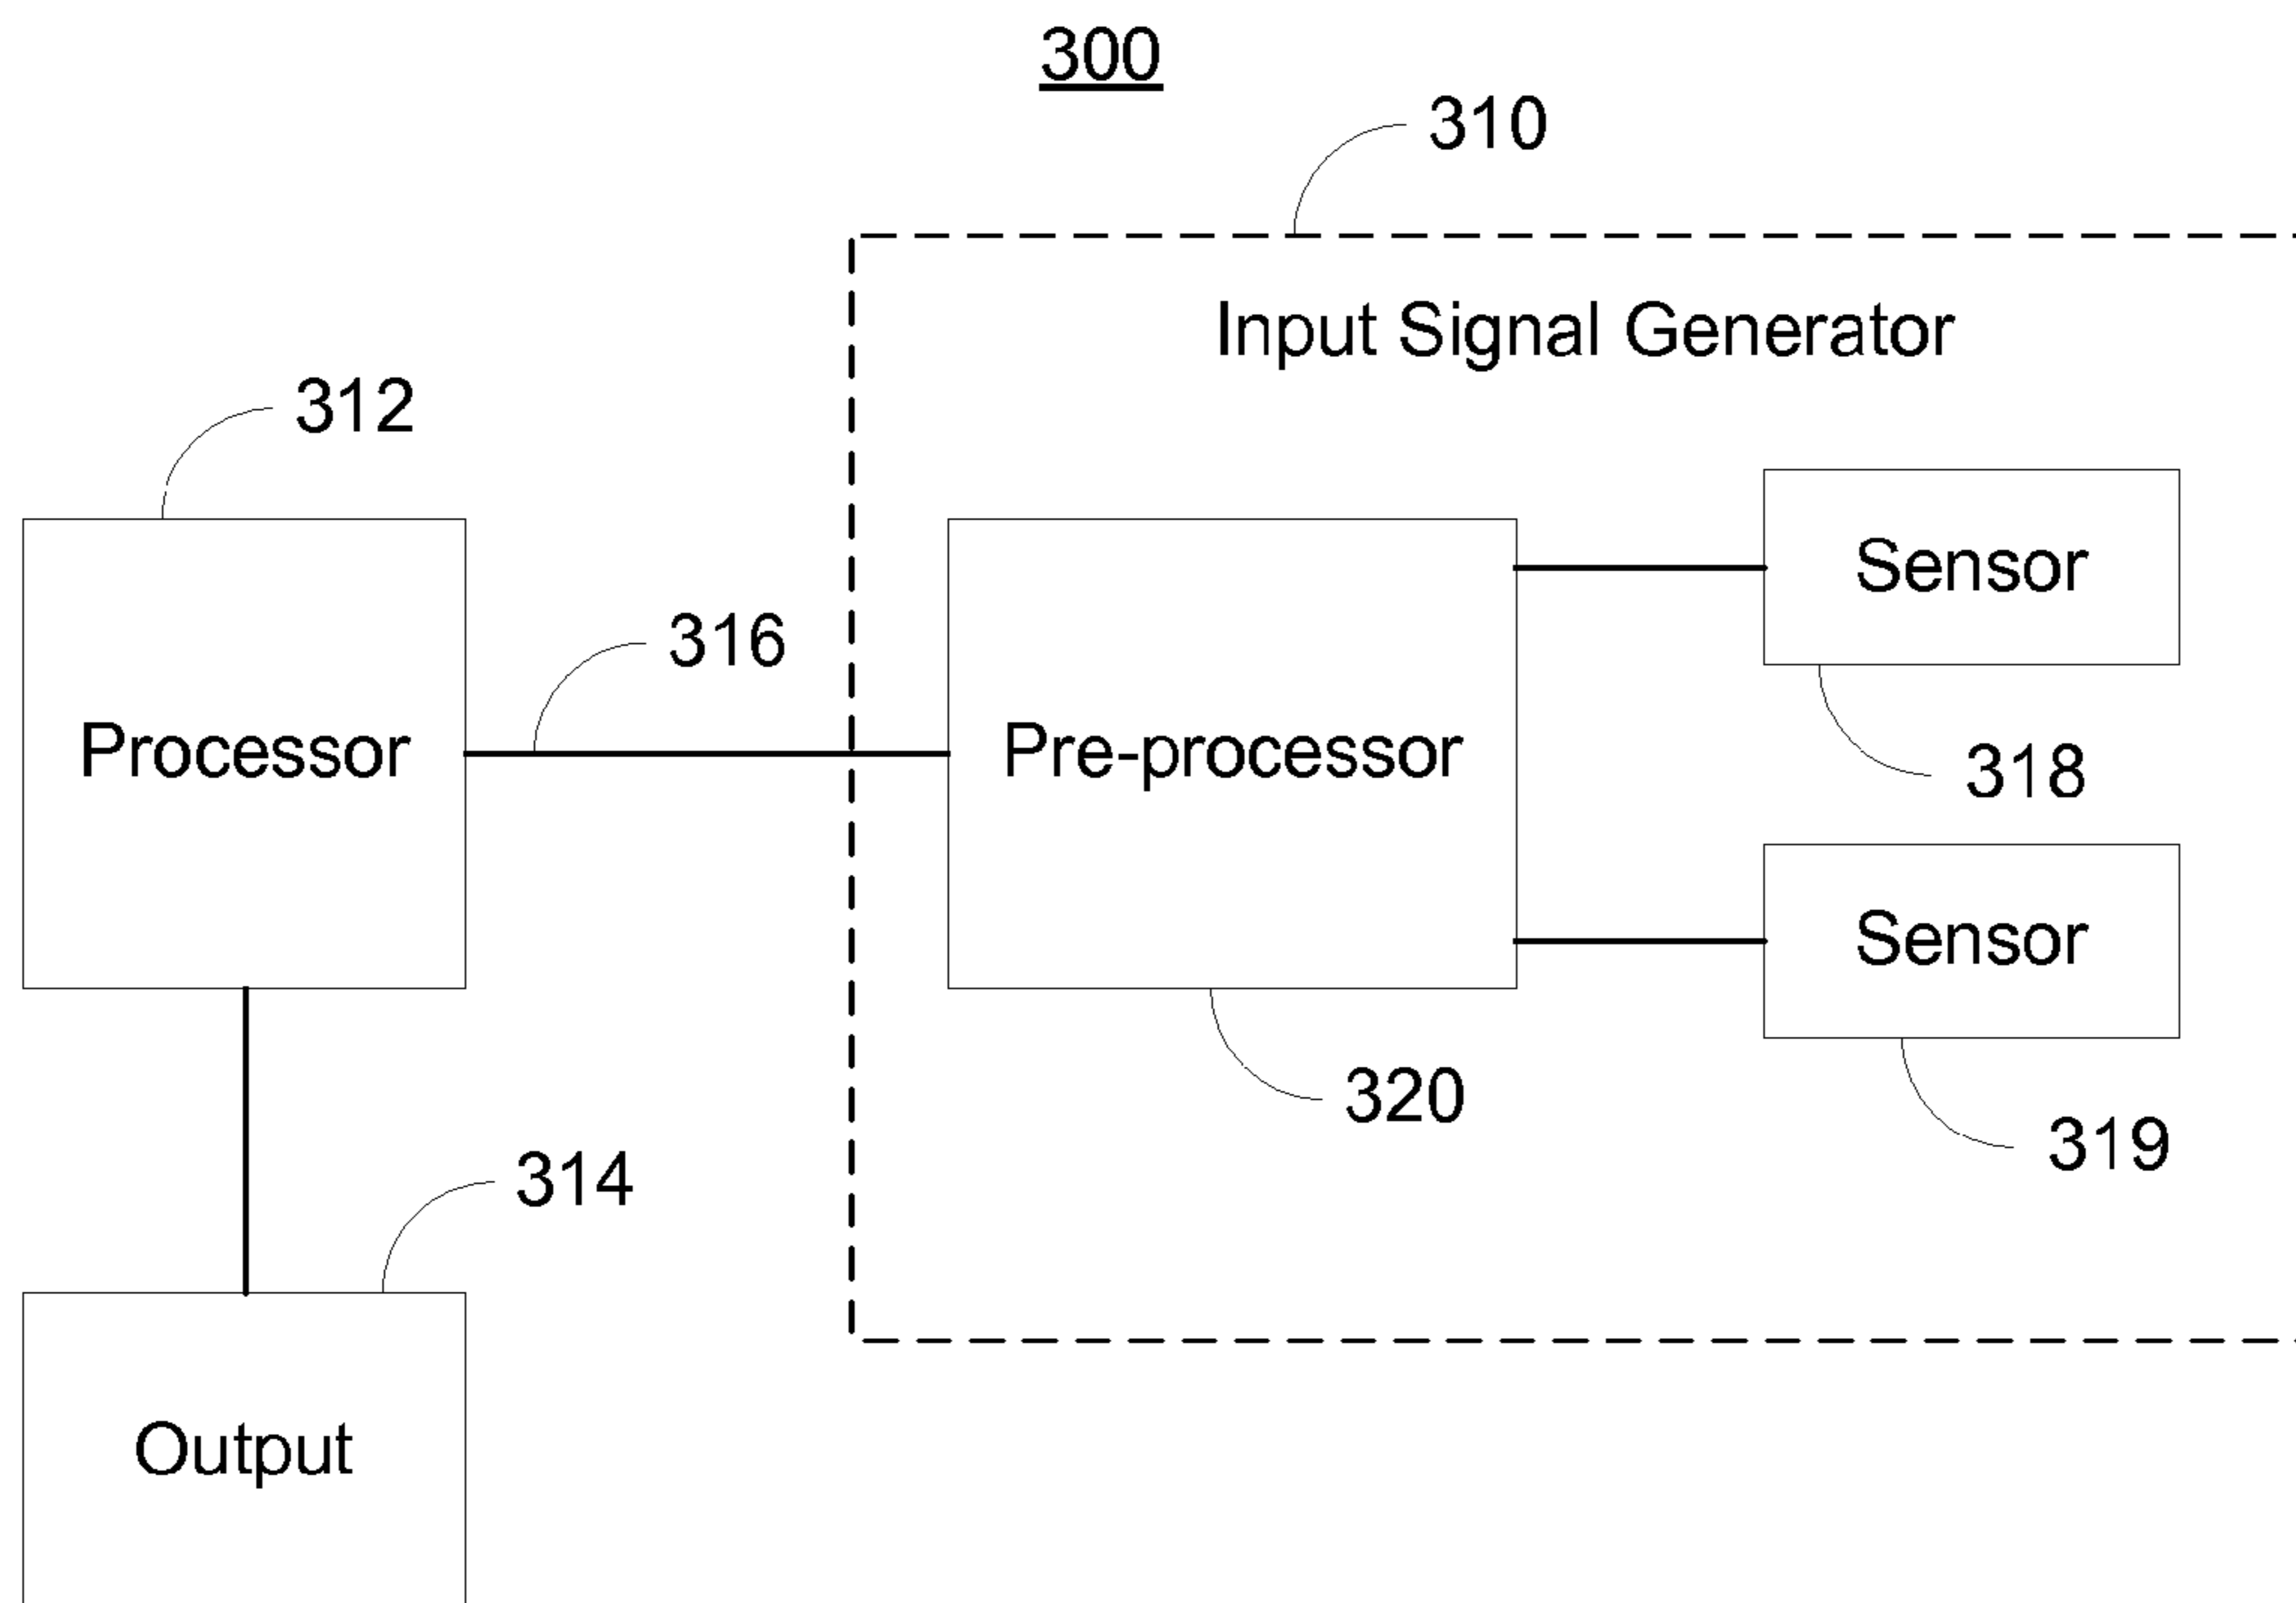 300
310
Input Signal Generator
312
Sensor
316
Processor
Pre-processor
318
Sensor
320
319
314
Output